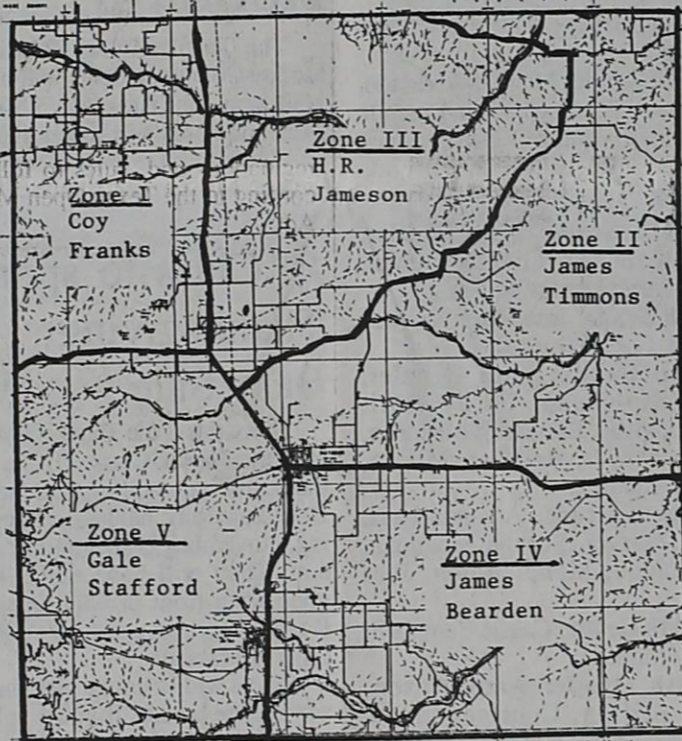 Zone III
H.R.
Jameson
Zone I
Coy
Franks
Zone II
James
Timmons
Zone V
Gale
Stafford
Zone IV
James
Bearden